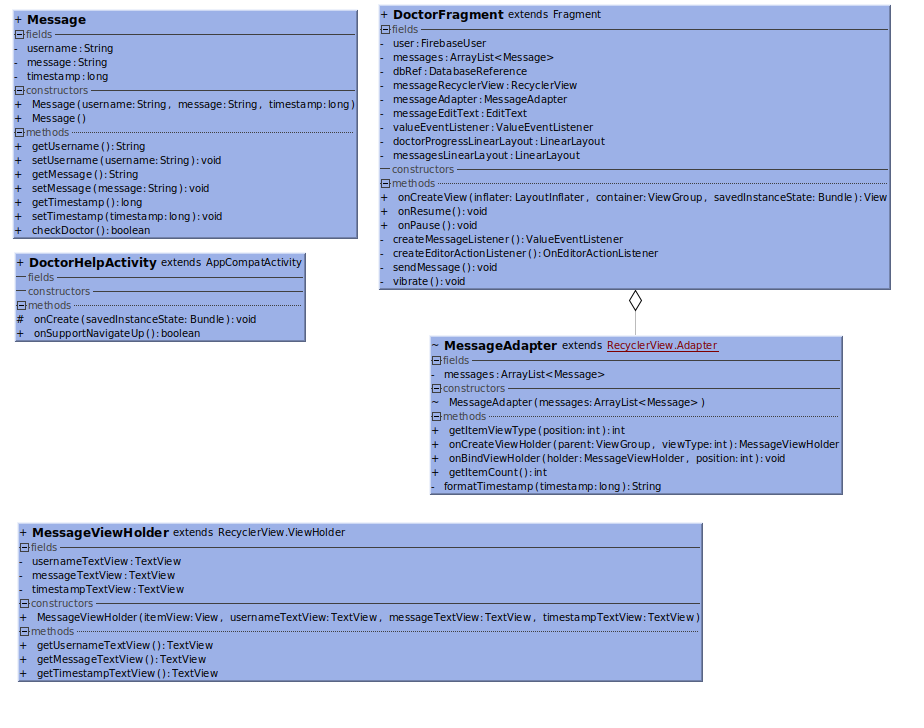 + Message
fields
- username:String
- message:String
- timestamp:long
constructors
+ Message(username:String, message:String, timestamp:long)
+ Message()
methods
+ getUsername():String
+ setUsername(username:String):void
+ getMessage():String
+ setMessage(message:String):void
+ getTimestamp():long
+ setTimestamp(timestamp:long):void
+ checkDoctor():boolean
+ DoctorFragment extends Fragment
fields
- user:FirebaseUser
- messages:ArrayList<Message>
- dbRef:DatabaseReference
- messageRecyclerView:RecyclerView
- messageAdapter:MessageAdapter
- messageEditText:EditText
- valueEventListener:ValueEventListener
- doctorProgressLinearLayout:LinearLayout
- messagesLinearLayout:LinearLayout
constructors
methods
+ onCreateView(inflater:LayoutInflater, container:ViewGroup, savedInstanceState:Bundle):View
+ onResume():void
+ onPause():void
- createMessageListener():ValueEventListener
- createEditorActionListener():OnEditorActionListener
- sendMessage():void
- vibrate():void
+ DoctorHelpActivity extends AppCompatActivity
fields
constructors
methods
# onCreate(savedInstanceState:Bundle):void
+ onSupportNavigateUp():boolean
~ MessageAdapter extends RecyclerView.Adapter
fields
- messages:ArrayList<Message>
constructors
~ MessageAdapter(messages:ArrayList<Message>)
methods
+ getItemViewType(position:int):int
+ onCreateViewHolder(parent:ViewGroup, viewType:int):MessageViewHolder
+ onBindViewHolder(holder:MessageViewHolder, position:int):void
+ getItemCount():int
- formatTimestamp(timestamp:long):String
+ MessageViewHolder extends RecyclerView.ViewHolder
fields
- usernameTextView:TextView
- messageTextView:TextView
- timestampTextView:TextView
constructors
+ MessageViewHolder(itemView:View, usernameTextView:TextView, messageTextView:TextView, timestampTextView:TextView)
methods
+ getUsernameTextView():TextView
+ getMessageTextView():TextView
+ getTimestampTextView():TextView